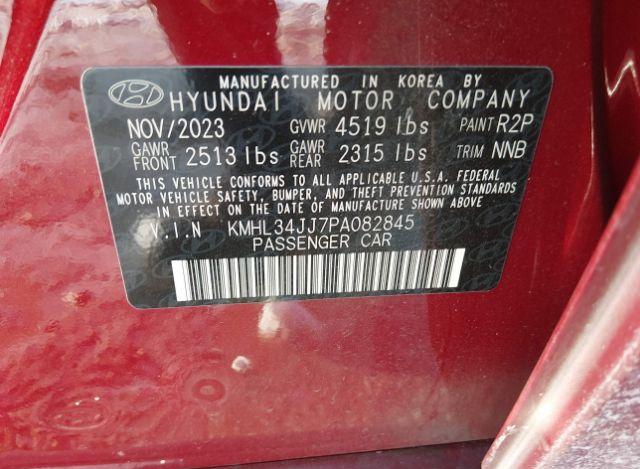 MANUFACTURED IN KOREA BY
HYUNDAI MOTOR COMPANY
NOV/2023 GVWR 4519 lbs PAINT R2P
GAWR FRONT 2513 lbs GAWR REAR 2315 lbs TRIM NNB
THIS VEHICLE CONFORMS TO ALL APPLICABLE U.S.A. FEDERAL
MOTOR VEHICLE SAFETY, BUMPER, AND THEFT PREVENTION STANDARDS
IN EFFECT ON THE DATE OF MANUFACTURE SHOWN ABOVE
V.I.N KMHL34JJ7PA082845
PASSENGER CAR